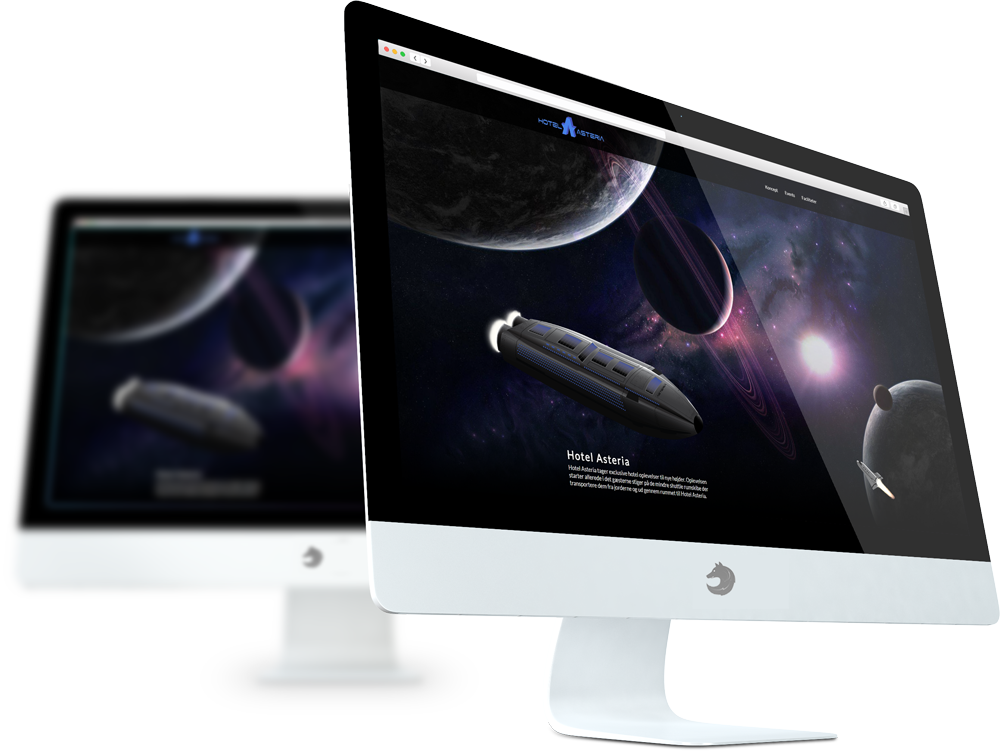 HOTEL ASTERIA
Koncept Events Faciliteter
Hotel Asteria
Hotel Asteria tager exclusive hotel oplevelser til nye højder. Oplevelsen
starter allerede i det gæsterne stiger på de mindre shuttle rumskibe der
transportere dem fra jorderne og ud gennem rummet til Hotel Asteria.